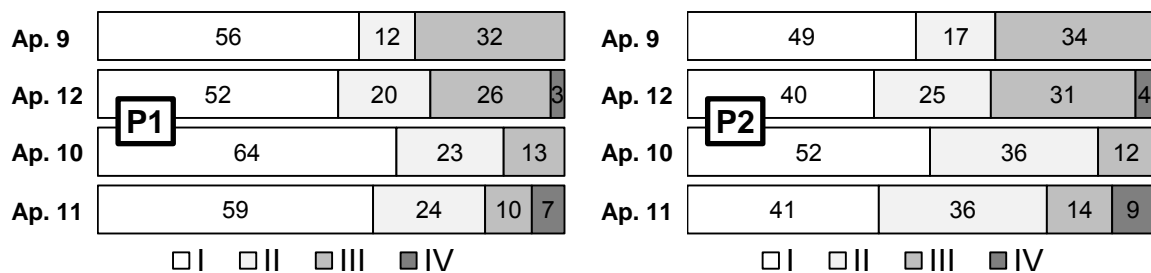 Ap. 9 56 12 32
Ap. 12 52 20 26 3
P1
Ap. 10 64 23 13
Ap. 11 59 24 10 7
I II III IV
Ap. 9 49 17 34
Ap. 12 40 25 31 4
P2
Ap. 10 52 36 12
Ap. 11 41 36 14 9
I II III IV